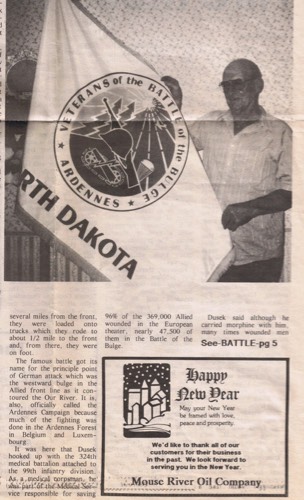 VETERANS of the BATTLE of the BULGE
ARDENNES
RTH DAKOTA
several miles from the front,
they were loaded onto
trucks which they rode to
about 1/2 mile to the front
and, from there, they were
on foot.
The famous battle got its
name for the principle point
of German attack which was
the westward bulge in the
Allied front line as it con-
toured the Our River. It is
also, officially called the
Ardennes Campaign because
much of the fighting was
done in the Ardennes Forest
in Belgium and Luxem-
bourg.
It was here that Dusek
hooked up with the 324th
medical battalion attached to
the 99th infantry division.
As a medical corpsman, he
was part of the Medical Ser-
vice responsible for saving
96% of the 369,000 Allied
wounded in the European
theater, nearly 47,500 of
them in the Battle of the
Bulge.
Dusek said although he
carried morphine with him,
many times wounded men
See-BATTLE-pg 5
Happy
New Year
May your New Year
be framed with love,
peace and prosperity.
We'd like to thank all of our
customers for their business
in the past. We look forward to
serving you in the New Year.
Mouse River Oil Company